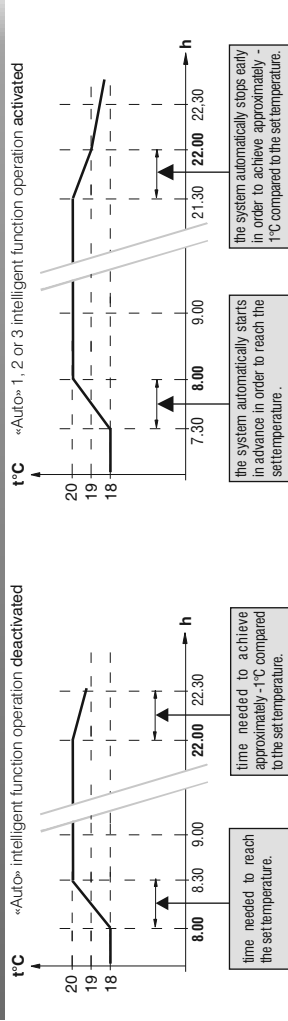 «Auto» intelligent function operation deactivated
t°C
20
19
18
8.00
8.30
9.00
22.00
22.30
h
time needed to reach
the set temperature.
time needed to achieve
approximately -1°C compared
to the set temperature.
«Auto» 1, 2 or 3 intelligent function operation activated
t°C
20
19
18
7.30
8.00
9.00
21.30
22.00
22,30
h
the system automatically starts
in advance in order to reach the
settemperature .
the system automatically stops early
in order to achieve approximately -
1°C compared to the set temperature.